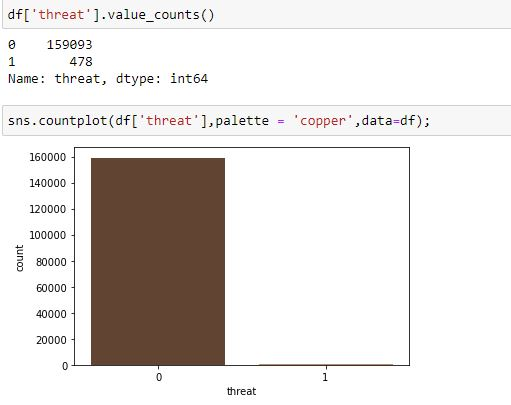 df['threat'].value_counts()
0    159093
1       478
Name: threat, dtype: int64
sns.countplot(df['threat'],palette = 'copper',data=df);
160000
140000
120000
100000
80000
60000
40000
20000
0
count
0 1
threat